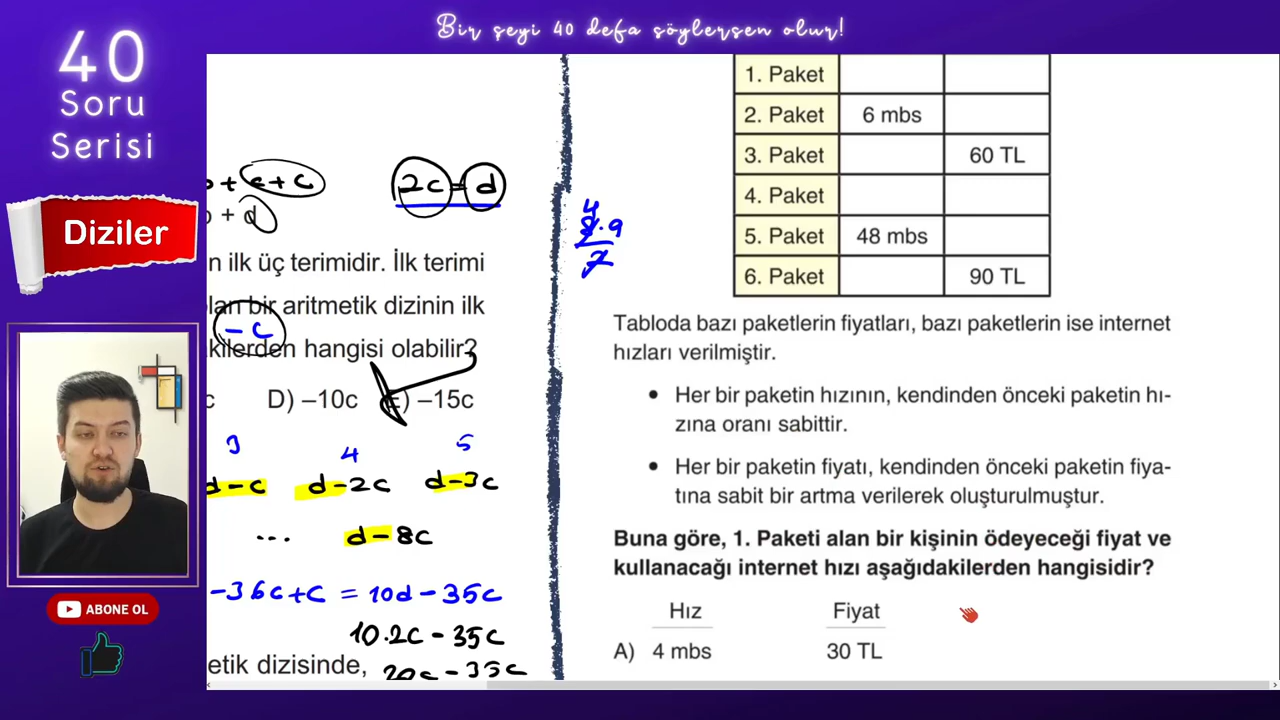 Bir şeyi 40 defa söylersen olur!
40
Soru
Serisi
Diziler
ABONE OL
+ c+c
+ d
2c = d
n ilk üç terimidir. İlk terimi
olan bir aritmetik dizinin ilk
-c
akilerden hangisi olabilir?
c D) –10c E) –15c
3 4 5
d-c d-2c d-3c
... d-8c
-36c+c = 10d-35c
10.2c-35c
etik dizisinde, 20c-35c
4
.9
2
1. Paket
2. Paket 6 mbs
3. Paket 60 TL
4. Paket
5. Paket 48 mbs
6. Paket 90 TL
Tabloda bazı paketlerin fiyatları, bazı paketlerin ise internet
hızları verilmiştir.
• Her bir paketin hızının, kendinden önceki paketin hı-
zına oranı sabittir.
• Her bir paketin fiyatı, kendinden önceki paketin fiya-
tına sabit bir artma verilerek oluşturulmuştur.
Buna göre, 1. Paketi alan bir kişinin ödeyeceği fiyat ve
kullanacağı internet hızı aşağıdakilerden hangisidir?
Hız Fiyat
A) 4 mbs 30 TL